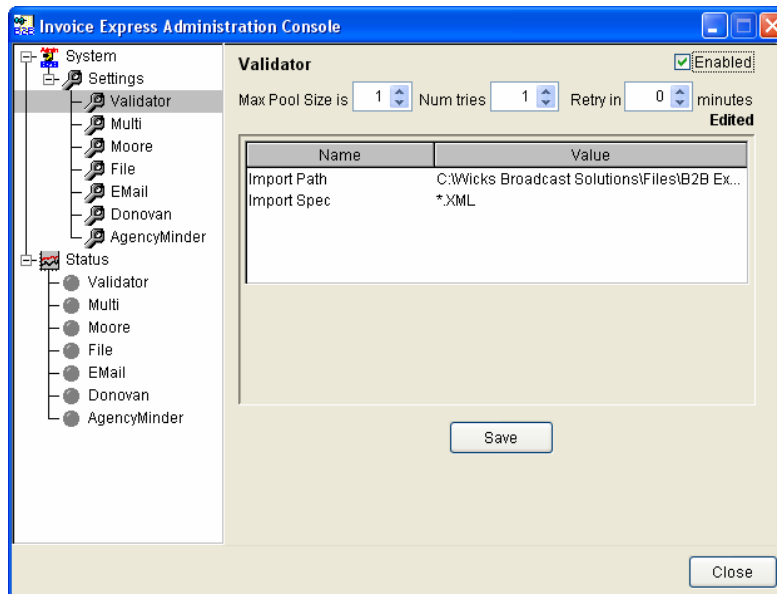 Invoice Express Administration Console
System
Settings
Validator
Multi
Moore
File
EMail
Donovan
AgencyMinder
Status
Validator
Multi
Moore
File
EMail
Donovan
AgencyMinder
Validator
Enabled
Max Pool Size is 1 Num tries 1 Retry in 0 minutes
Edited
Name Value
Import Path C:\Wicks Broadcast Solutions\Files\B2B Ex...
Import Spec *.XML
Save
Close